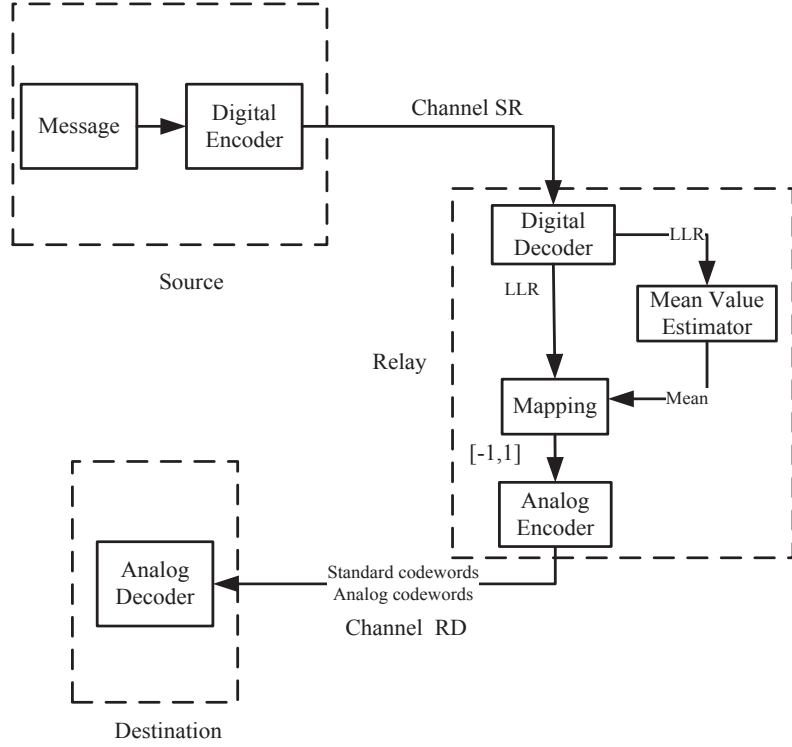 Message
Digital
Encoder
Channel SR
Source
Digital
Decoder
LLR
LLR
Mean Value
Estimator
Relay
Mapping
Mean
[-1,1]
Analog
Encoder
Analog
Decoder
Standard codewords
Analog codewords
Channel RD
Destination